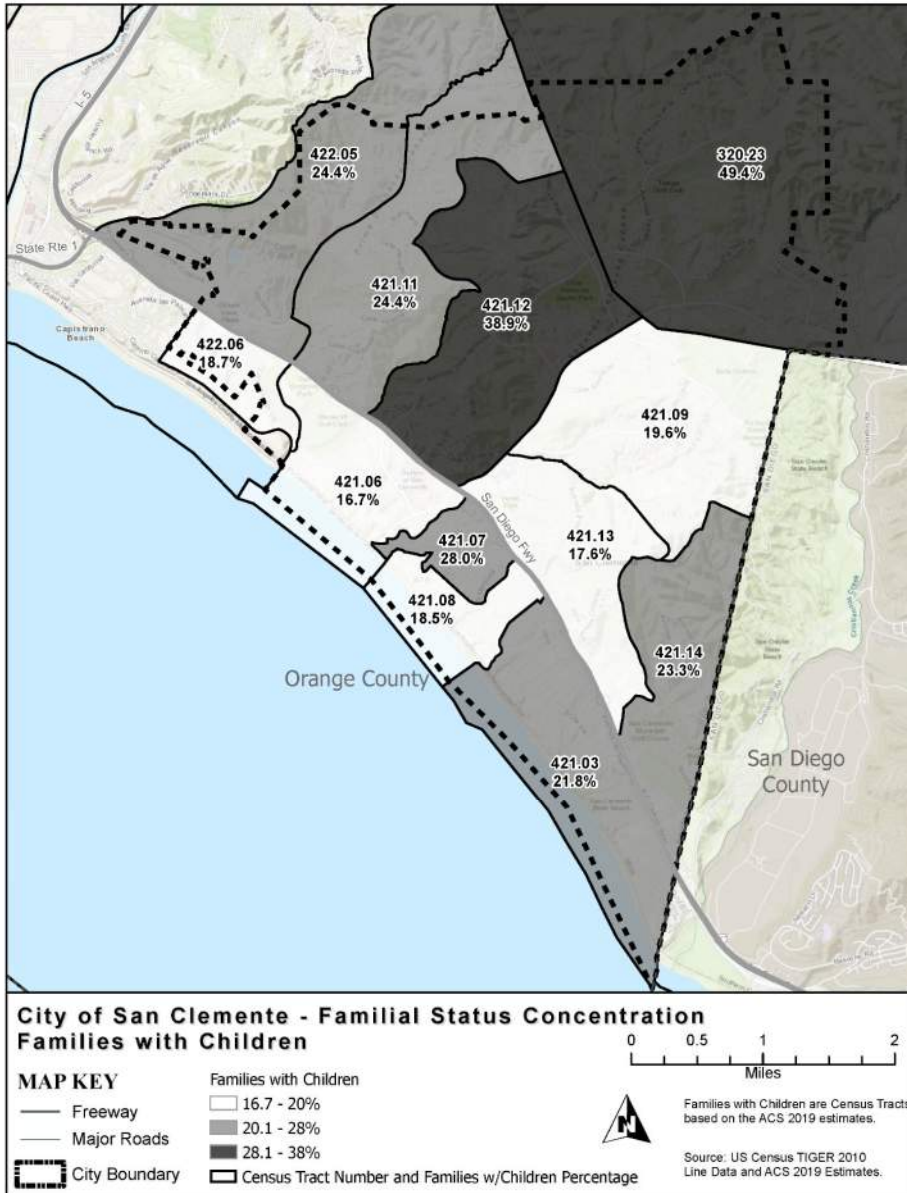 I-5
State Rte 1
Capistrano
Beach
422.05
24.4%
320.23
49.4%
421.11
24.4%
421.12
38.9%
422.06
18.7%
421.09
19.6%
421.06
16.7%
San Diego Fwy
421.13
17.6%
421.07
28.0%
421.08
18.5%
421.14
23.3%
Orange County
421.03
21.8%
San Diego
County
City of San Clemente - Familial Status Concentration
Families with Children
0 0.5 1 2
Miles
MAP KEY
Freeway
Major Roads
City Boundary
Families with Children
16.7 - 20%
20.1 - 28%
28.1 - 38%
Census Tract Number and Families w/Children Percentage
N
Families with Children are Census Tracts
based on the ACS 2019 estimates.
Source: US Census TIGER 2010
Line Data and ACS 2019 Estimates.